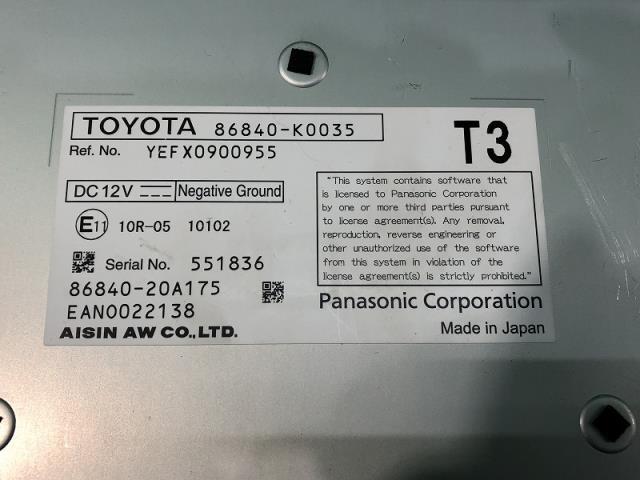 TOYOTA 86840-K0035
T3
Ref. No. YEFX0900955
DC 12V Negative Ground
E11 10R-05 10102
Serial No. 551836
86840-20A175
EAN0022138
AISIN AW CO.,LTD.
"This system contains software that
is licensed to Panasonic Corporation
by one or more third parties pursuant
to license agreement(s). Any removal,
reproduction, reverse engineering or
other unauthorized use of the software
from this system in violation of the
license agreement(s) is strictly prohibited."
Panasonic Corporation
Made in Japan